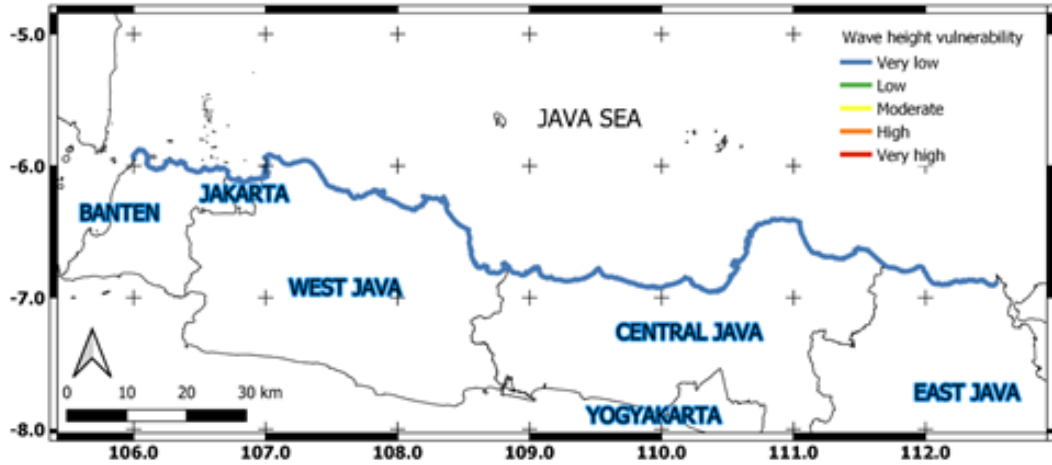 -5.0
-6.0
-7.0
-8.0
Wave height vulnerability
Very low
Low
Moderate
High
Very high
JAVA SEA
JAKARTA
BANTEN
WEST JAVA
CENTRAL JAVA
EAST JAVA
YOGYAKARTA
0 10 20 30 km
106.0 107.0 108.0 109.0 110.0 111.0 112.0